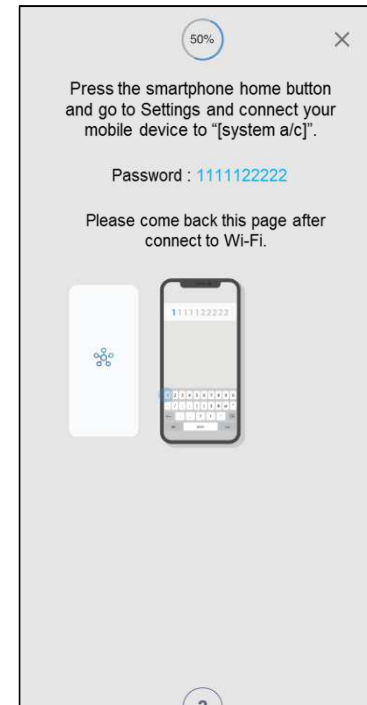 50%
Press the smartphone home button
and go to Settings and connect your
mobile device to “[system a/c]”.
Password : 1111122222
Please come back this page after
connect to Wi-Fi.
1111122222